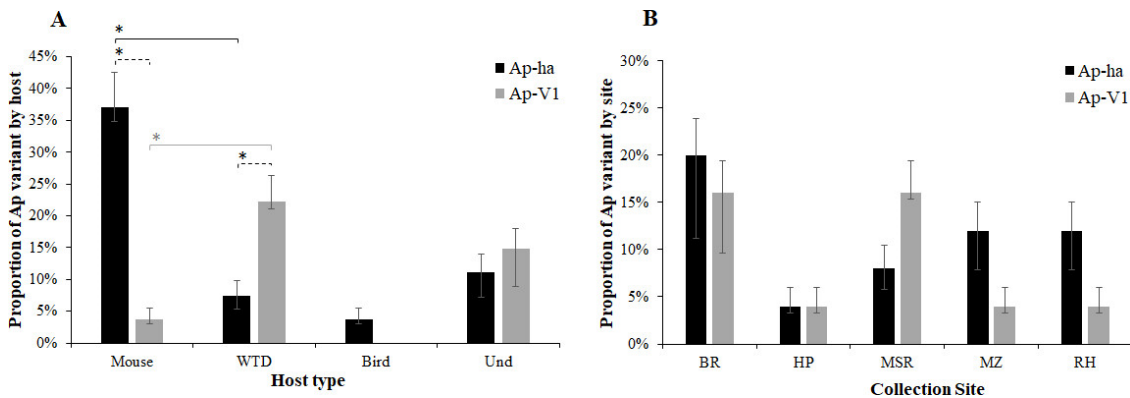 A
*
*
45%
40%
35%
30%
25%
20%
15%
10%
5%
0%
Proportion of Ap variant by host
Ap-ha
Ap-V1
*
*
Mouse WTD Bird Und
Host type
B
30%
25%
20%
15%
10%
5%
0%
Proportion of Ap variant by site
Ap-ha
Ap-V1
BR HP MSR MZ RH
Collection Site